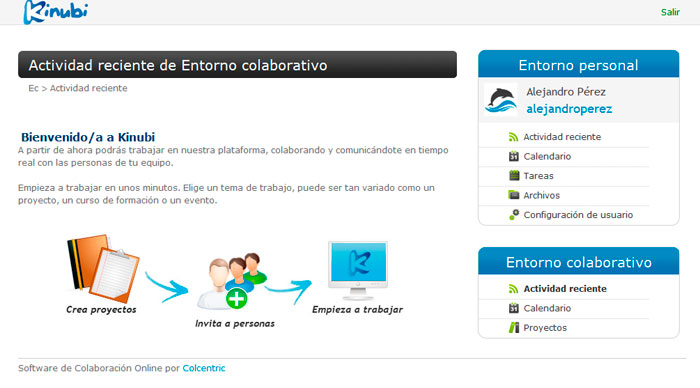 Kinubi
Salir
Actividad reciente de Entorno colaborativo
Ec > Actividad reciente
Bienvenido/a a Kinubi
A partir de ahora podrás trabajar en nuestra plataforma, colaborando y comunicándote en tiempo
real con las personas de tu equipo.
Empieza a trabajar en unos minutos. Elige un tema de trabajo, puede ser tan variado como un
proyecto, un curso de formación o un evento.
Crea proyectos
Invita a personas
K
Empieza a trabajar
Entorno personal
Alejandro Pérez
alejandroperez
Actividad reciente
31 Calendario
Tareas
Archivos
Configuración de usuario
Entorno colaborativo
Actividad reciente
31 Calendario
Proyectos
Software de Colaboración Online por Colcentric